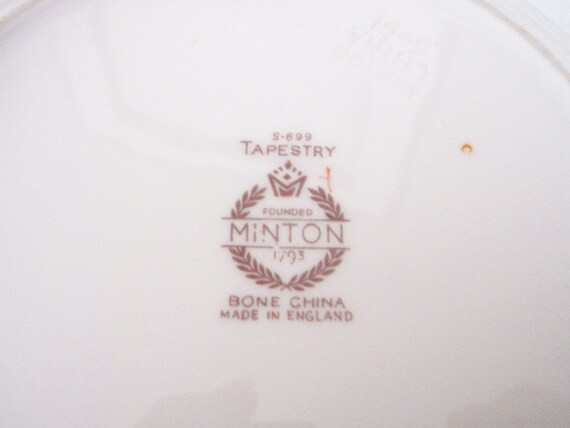 S-699
TAPESTRY
FOUNDED
MINTON
1793
BONE CHINA
MADE IN ENGLAND